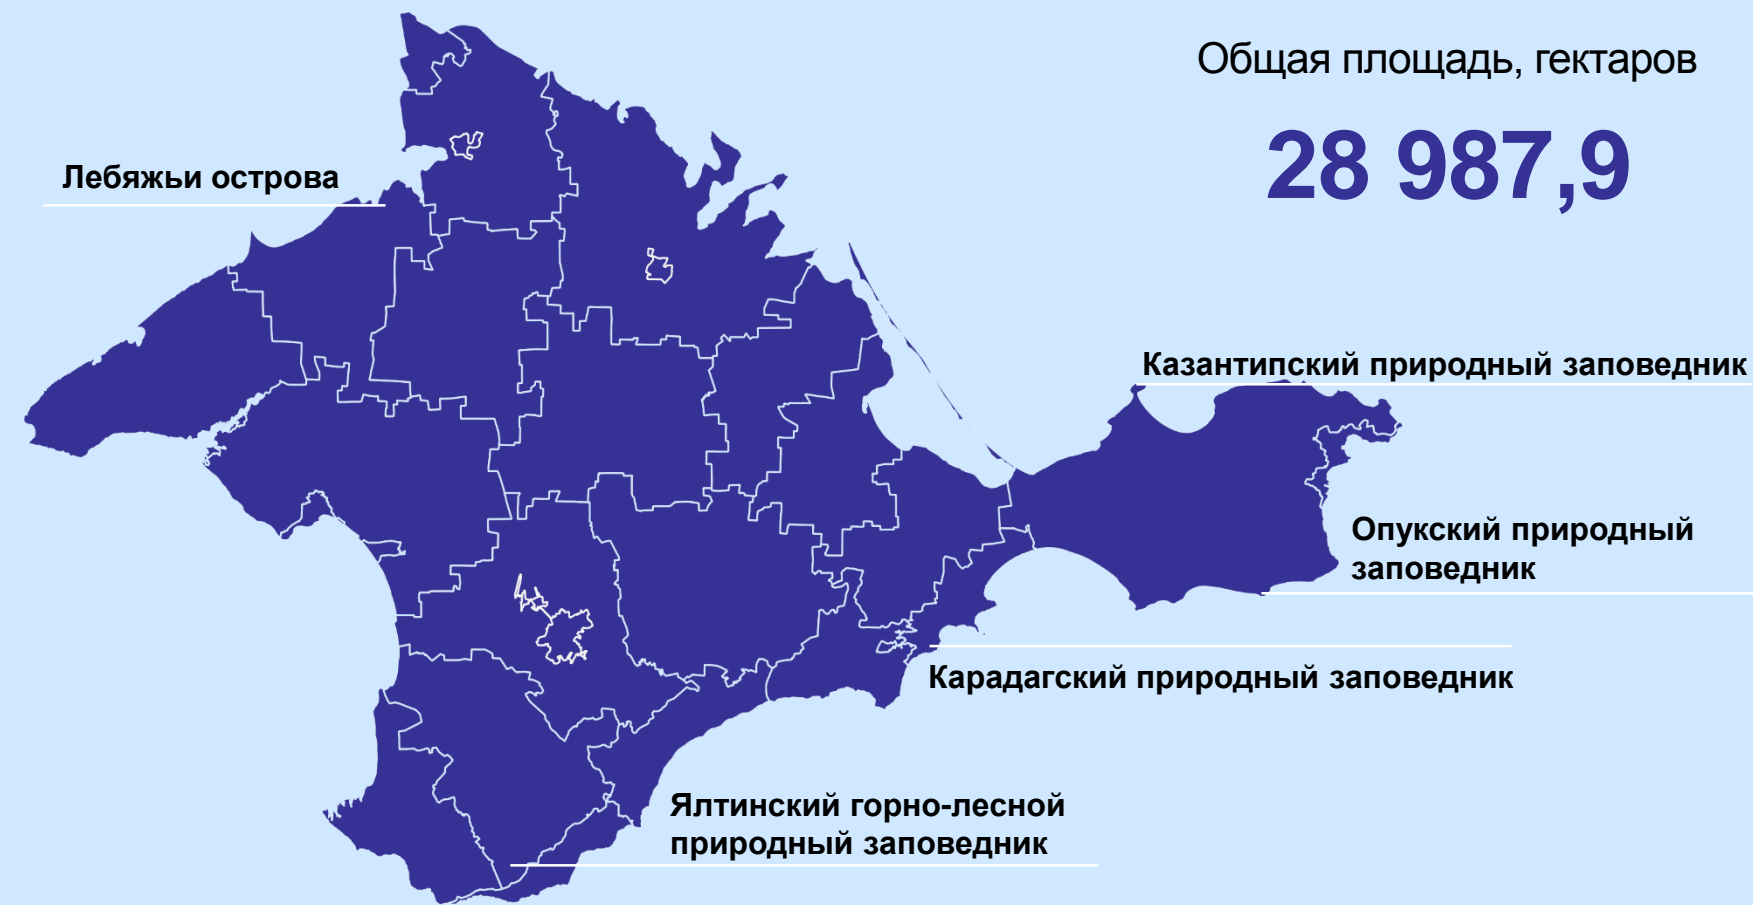 Общая площадь, гектаров
28 987,9
Лебяжьи острова
Казантипский природный заповедник
Опукский природный
заповедник
Карадагский природный заповедник
Ялтинский горно-лесной
природный заповедник